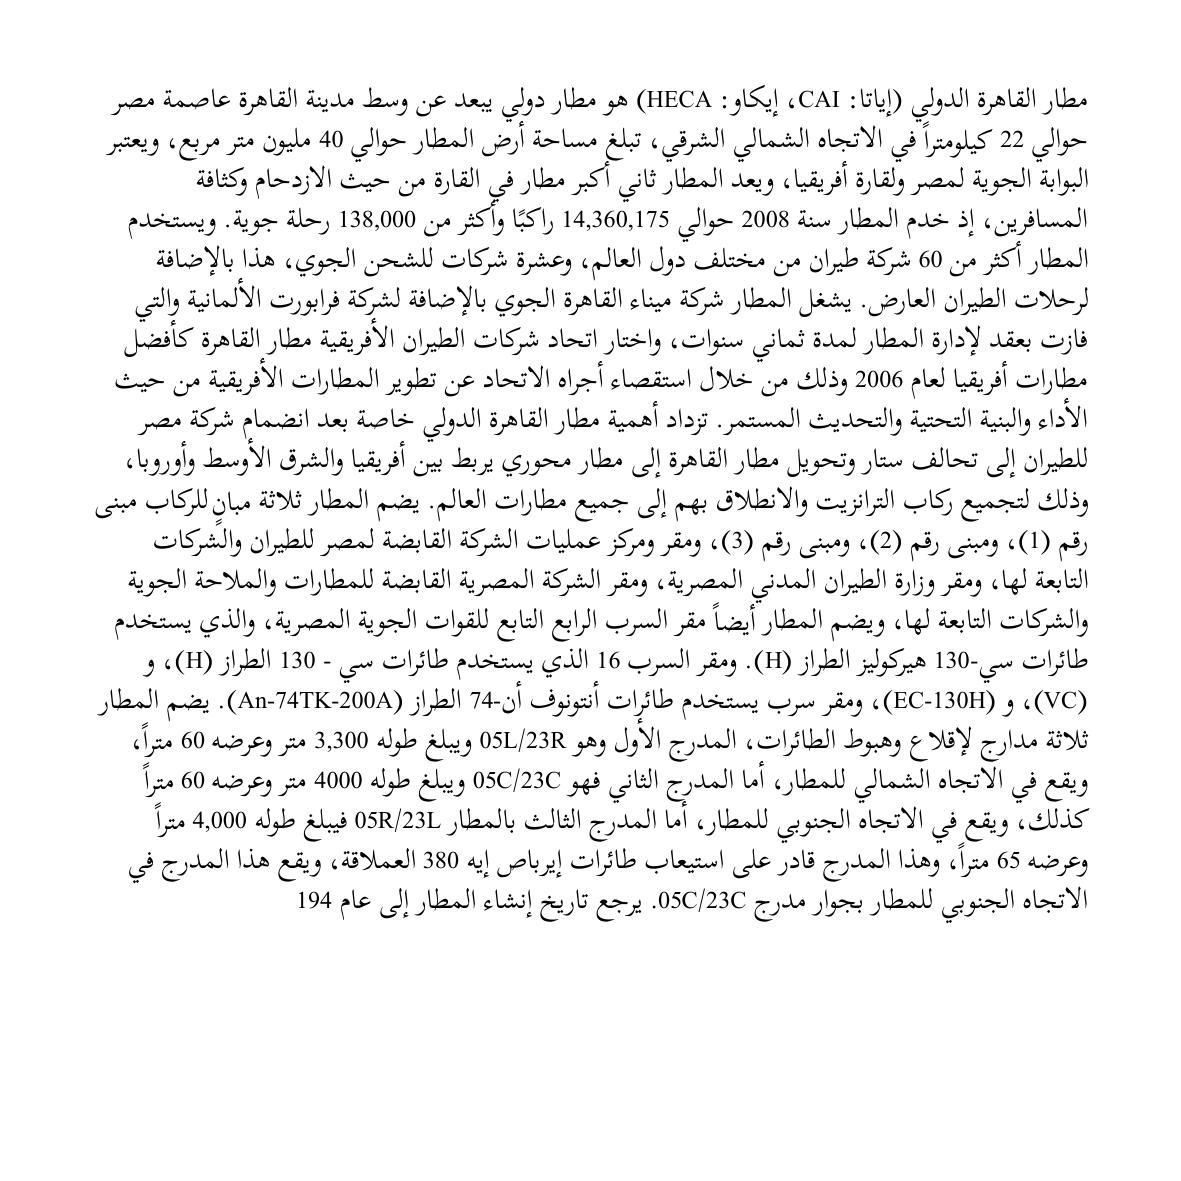 مطار القاهرة الدولي (إياتا: CAI، إيكاو: HECA) هو مطار دولي يبعد عن وسط مدينة القاهرة عاصمة مصر
حوالي 22 كيلومتراً في الاتجاه الشمالي الشرقي، تبلغ مساحة أرض المطار حوالي 40 مليون متر مربع، ويعتبر
البوابة الجوية لمصر ولقارة أفريقيا، ويعد المطار ثاني أكبر مطار في القارة من حيث الازدحام وكثافة
المسافرين، إذ خدم المطار سنة 2008 حوالي 14,360,175 راكبًا وأكثر من 138,000 رحلة جوية. ويستخدم
المطار أكثر من 60 شركة طيران من مختلف دول العالم، وعشرة شركات للشحن الجوي، هذا بالإضافة
لرحلات الطيران العارض. يشغل المطار شركة ميناء القاهرة الجوي بالإضافة لشركة فرابورت الألمانية والتي
فازت بعقد لإدارة المطار لمدة ثماني سنوات، واختار اتحاد شركات الطيران الأفريقية مطار القاهرة كأفضل
مطارات أفريقيا لعام 2006 وذلك من خلال استقصاء أجراه الاتحاد عن تطوير المطارات الأفريقية من حيث
الأداء والبنية التحتية والتحديث المستمر. تزداد أهمية مطار القاهرة الدولي خاصة بعد انضمام شركة مصر
للطيران إلى تحالف ستار وتحويل مطار القاهرة إلى مطار محوري يربط بين أفريقيا والشرق الأوسط وأوروبا،
وذلك لتجميع ركاب الترانزيت والانطلاق بهم إلى جميع مطارات العالم. يضم المطار ثلاثة مبانٍ للركاب مبنى
رقم (1)، ومبنى رقم (2)، ومبنى رقم (3)، ومقر ومركز عمليات الشركة القابضة لمصر للطيران والشركات
التابعة لها، ومقر وزارة الطيران المدني المصرية، ومقر الشركة المصرية القابضة للمطارات والملاحة الجوية
والشركات التابعة لها، ويضم المطار أيضاً مقر السرب الرابع التابع للقوات الجوية المصرية، والذي يستخدم
طائرات سي-130 هيركوليز الطراز (H). ومقر السرب 16 الذي يستخدم طائرات سي - 130 الطراز (H)، و
(VC)، و (EC-130H)، ومقر سرب يستخدم طائرات أنتونوف أن-74 الطراز (An-74TK-200A). يضم المطار
ثلاثة مدارج لإقلاع وهبوط الطائرات، المدرج الأول وهو 05L/23R ويبلغ طوله 3,300 متر وعرضه 60 متراً،
ويقع في الاتجاه الشمالي للمطار، أما المدرج الثاني فهو 05C/23C ويبلغ طوله 4000 متر وعرضه 60 متراً
كذلك، ويقع في الاتجاه الجنوبي للمطار، أما المدرج الثالث بالمطار 05R/23L فيبلغ طوله 4,000 متراً
وعرضه 65 متراً، وهذا المدرج قادر على استيعاب طائرات إيرباص إيه 380 العملاقة، ويقع هذا المدرج في
الاتجاه الجنوبي للمطار بجوار مدرج 05C/23C. يرجع تاريخ إنشاء المطار إلى عام 194